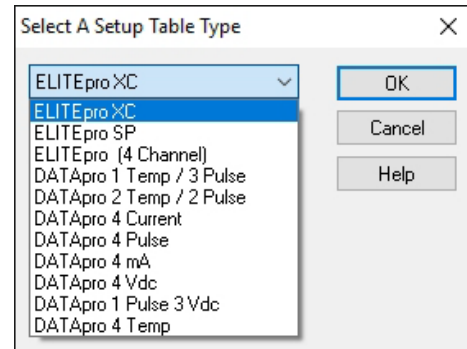 Select A Setup Table Type
ELITEpro XC
OK
ELITEpro XC
ELITEpro SP
Cancel
ELITEpro (4 Channel)
DATApro 1 Temp / 3 Pulse
Help
DATApro 2 Temp / 2 Pulse
DATApro 4 Current
DATApro 4 Pulse
DATApro 4 mA
DATApro 4 Vdc
DATApro 1 Pulse 3 Vdc
DATApro 4 Temp